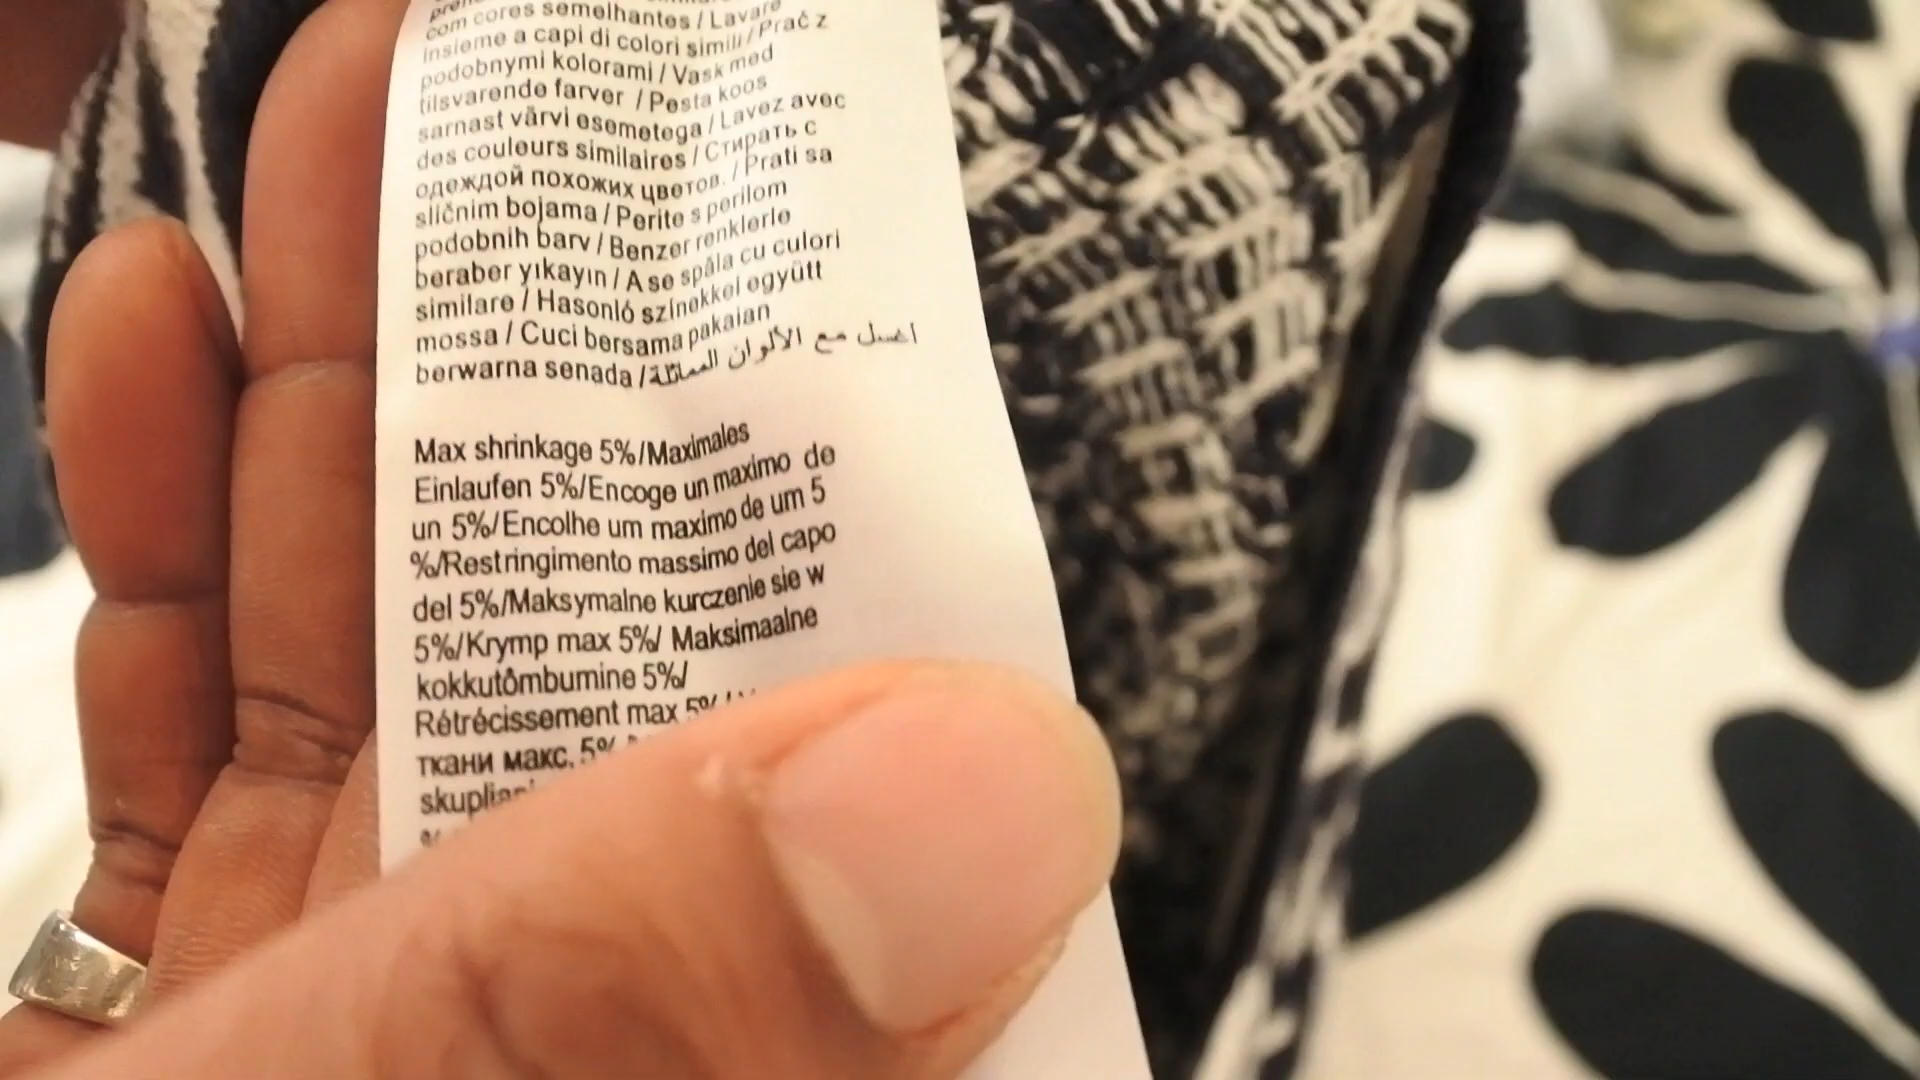 com cores semelhantes / Lavare
insieme a capi di colori simili / Prać z
podobnymi kolorami / Vask med
tilsvarende farver / Pesta koos
sarnast värvi esemetega / Lavez avec
des couleurs similaires / Стирать с
одеждой похожих цветов. / Prati sa
sličnim bojama / Perite s perilom
podobnih barv / Benzer renklerle
beraber yıkayın / A se spăla cu culori
similare / Hasonló színekkel együtt
mossa / Cuci bersama pakaian
berwarna senada / اغسل مع الألوان المماثلة
Max shrinkage 5%/Maximales
Einlaufen 5%/Encoge un maximo de
un 5%/Encolhe um maximo de um 5
%/Restringimento massimo del capo
del 5%/Maksymalne kurczenie sie w
5%/Krymp max 5%/ Maksimaalne
kokkutômbumine 5%/
Rétrécissement max 5%
ткани макс. 5%